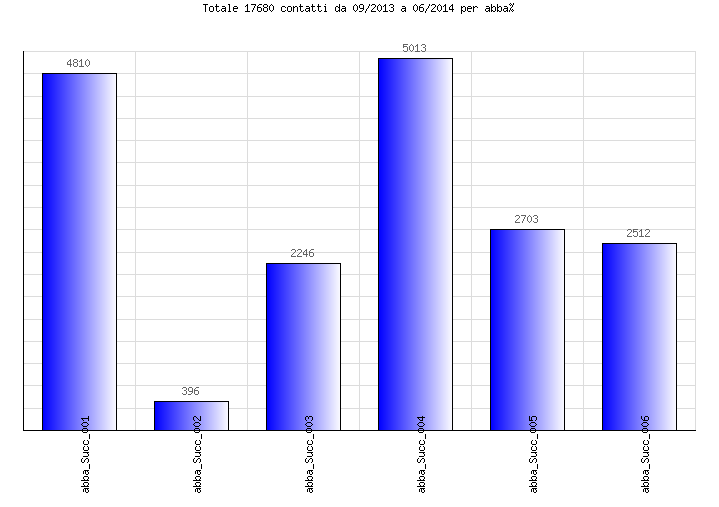 Totale 17680 contatti da 09/2013 a 06/2014 per abba%
4810
396
2246
5013
2703
2512
abba_Succ_001
abba_Succ_002
abba_Succ_003
abba_Succ_004
abba_Succ_005
abba_Succ_006